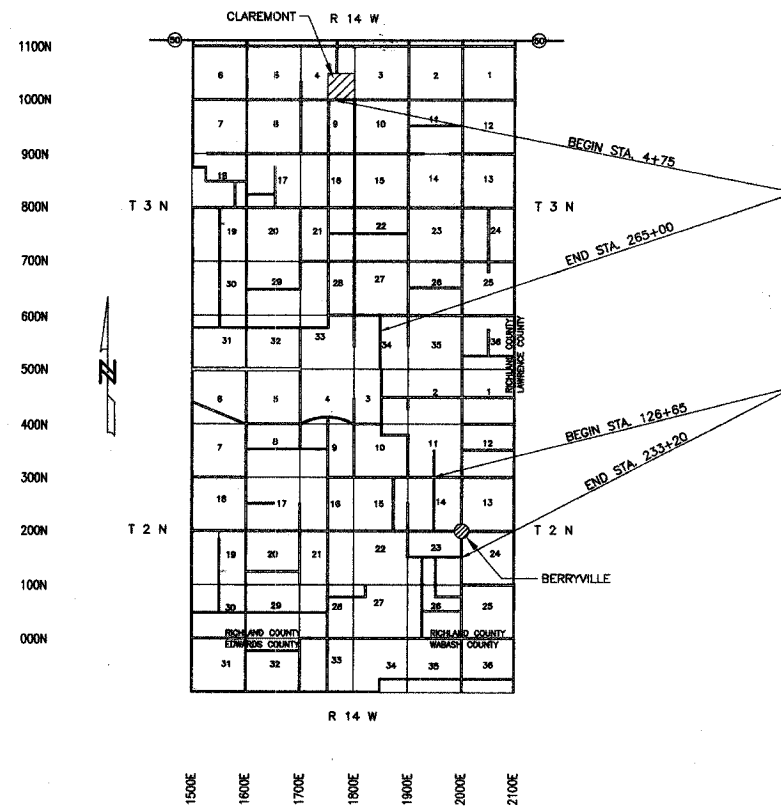 CLAREMONT
R 14 W
1100N
50
50
6 5 4 3 2 1
1000N
7 8 9 10 11 12
BEGIN STA. 4+75
900N
18 17 16 15 14 13
800N
T 3 N
T 3 N
19 20 21 22 23 24
END STA. 265+00
700N
30 29 28 27 26 25
600N
31 32 33 34 35 36
RICHLAND COUNTY
LAWRENCE COUNTY
500N
N
6 5 4 3 2 1
400N
7 8 9 10 11 12
BEGIN STA. 126+65
300N
END STA. 233+20
18 17 16 15 14 13
200N
T 2 N
T 2 N
19 20 21 22 23 24
BERRYVILLE
100N
30 29 28 27 26 25
000N
RICHLAND COUNTY
EDWARDS COUNTY
RICHLAND COUNTY
WABASH COUNTY
31 32 33 34 35 36
R 14 W
1500E
1600E
1700E
1800E
1900E
2000E
2100E